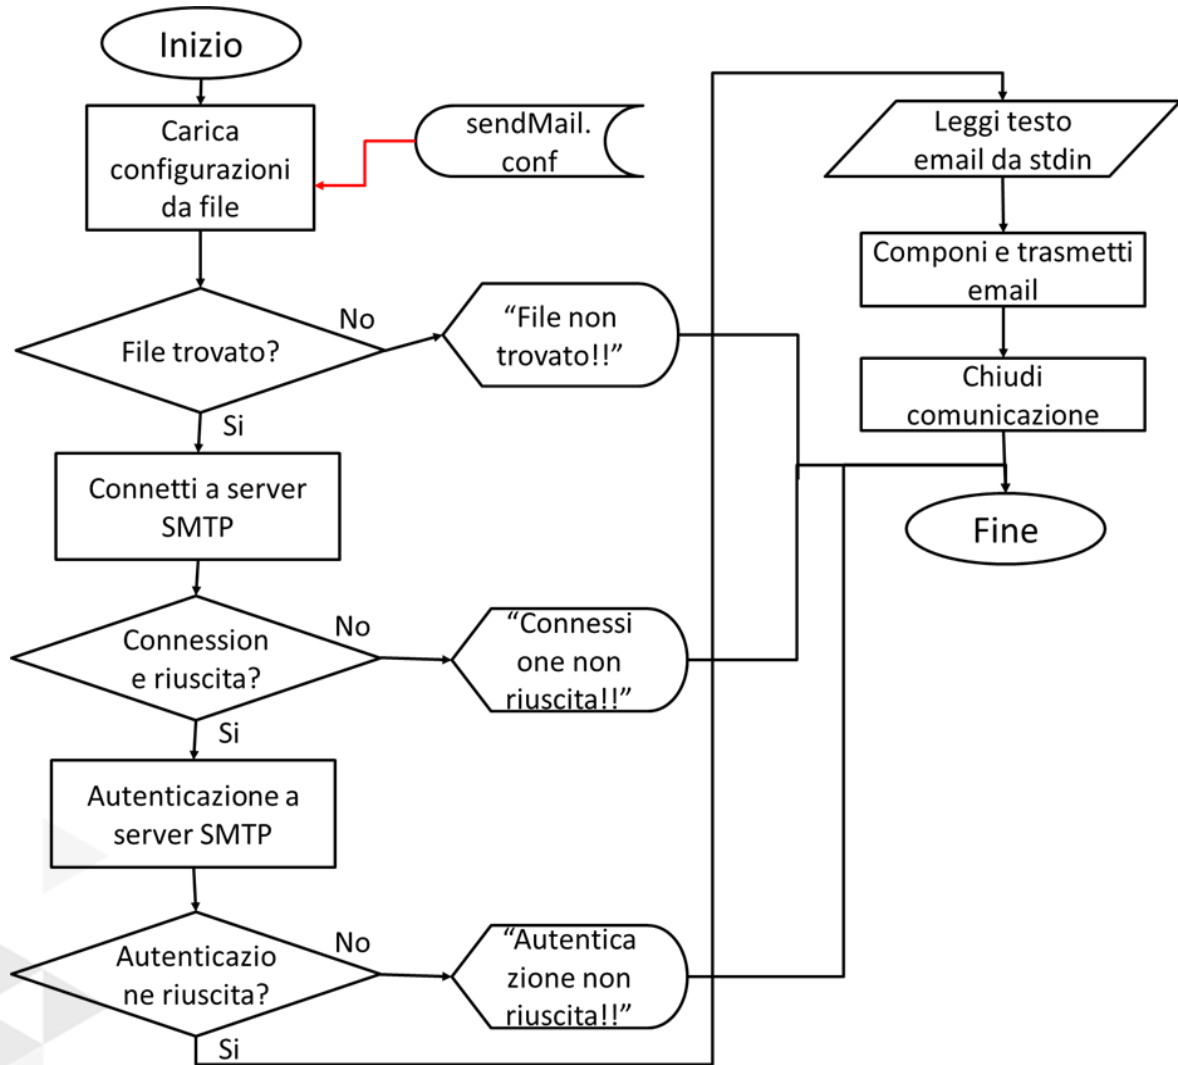 Inizio
Carica
configurazioni
da file
sendMail.
conf
File trovato?
No
“File non
trovato!!”
Si
Connetti a server
SMTP
Connession
e riuscita?
No
“Connessi
one non
riuscita!!”
Si
Autenticazione a
server SMTP
Autenticazio
ne riuscita?
No
“Autentica
zione non
riuscita!!”
Si
Leggi testo
email da stdin
Componi e trasmetti
email
Chiudi
comunicazione
Fine